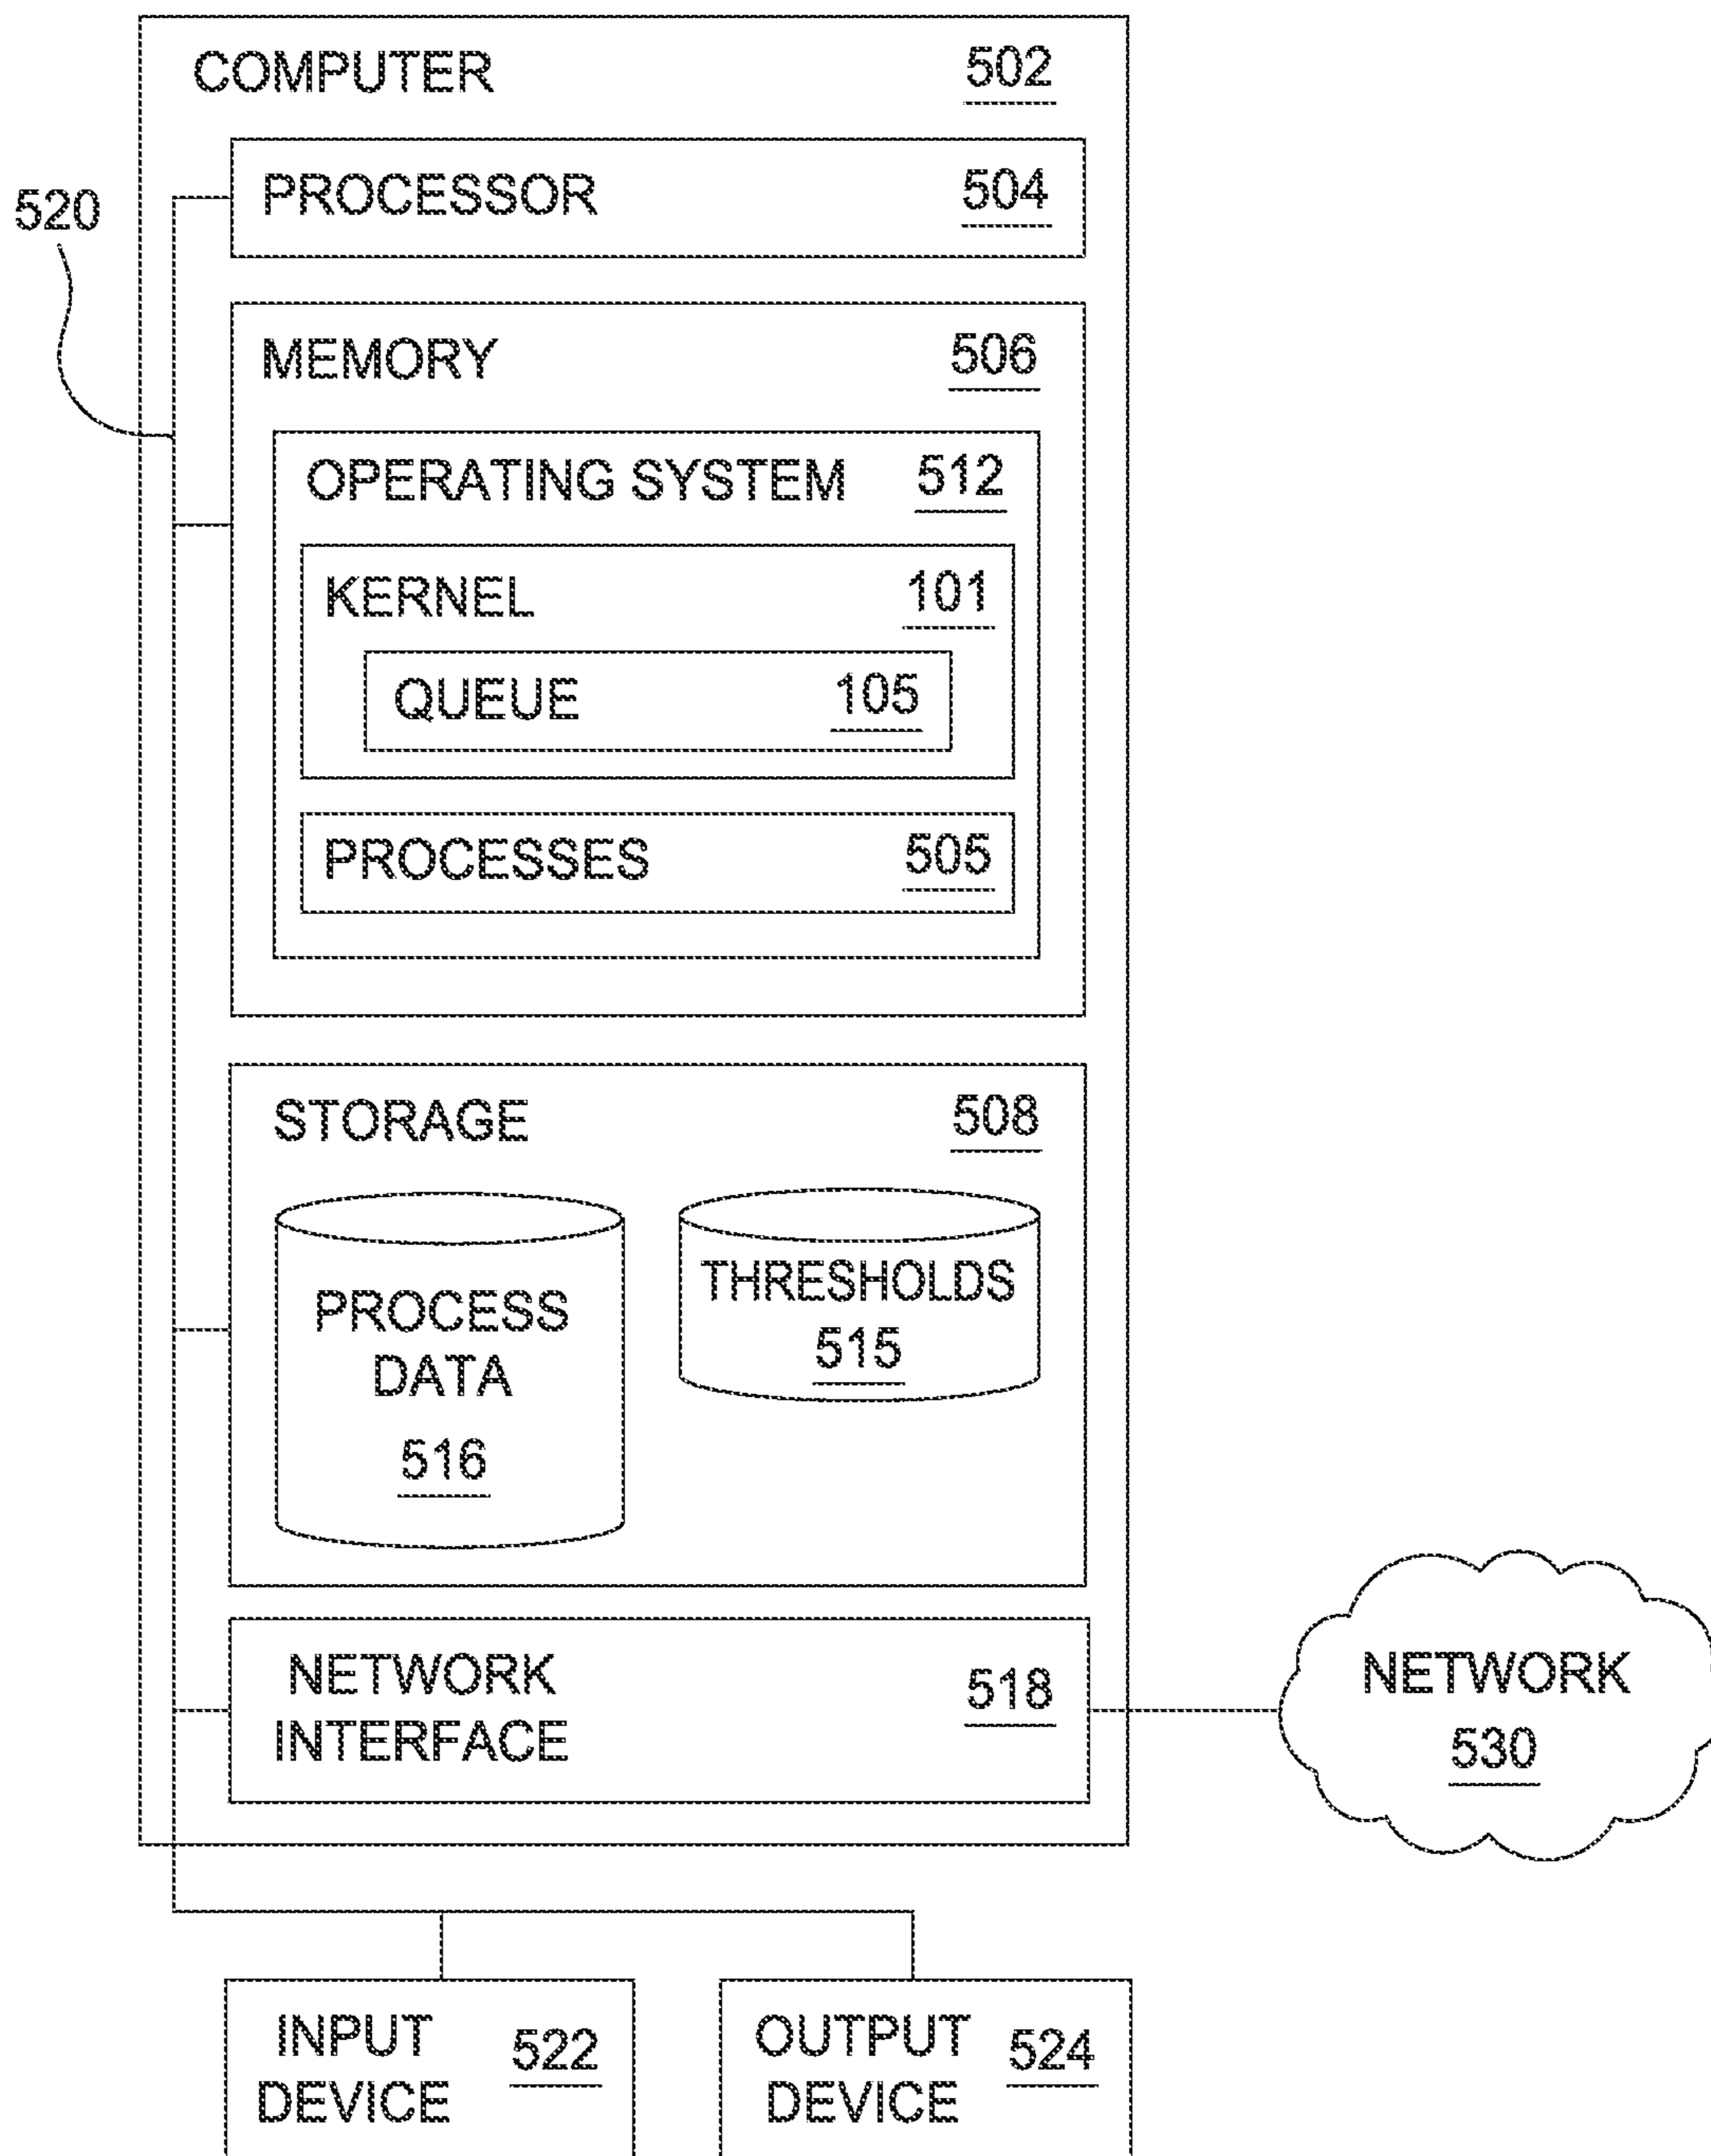 COMPUTER 502
PROCESSOR 504
520
MEMORY 506
OPERATING SYSTEM 512
KERNEL 101
QUEUE 105
PROCESSES 505
STORAGE 508
PROCESS
DATA
516
THRESHOLDS
515
NETWORK
INTERFACE
518
NETWORK
530
INPUT
DEVICE
522
OUTPUT
DEVICE
524